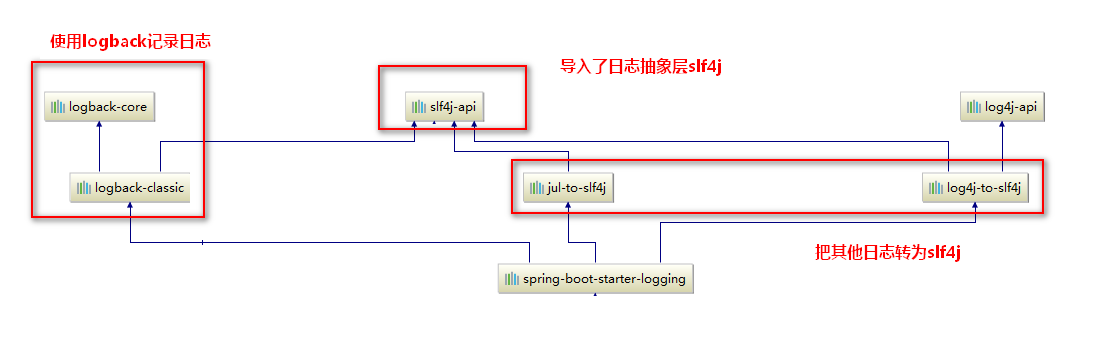 使用logback记录日志
导入了日志抽象层slf4j
logback-core
slf4j-api
log4j-api
logback-classic
jul-to-slf4j
log4j-to-slf4j
把其他日志转为slf4j
spring-boot-starter-logging